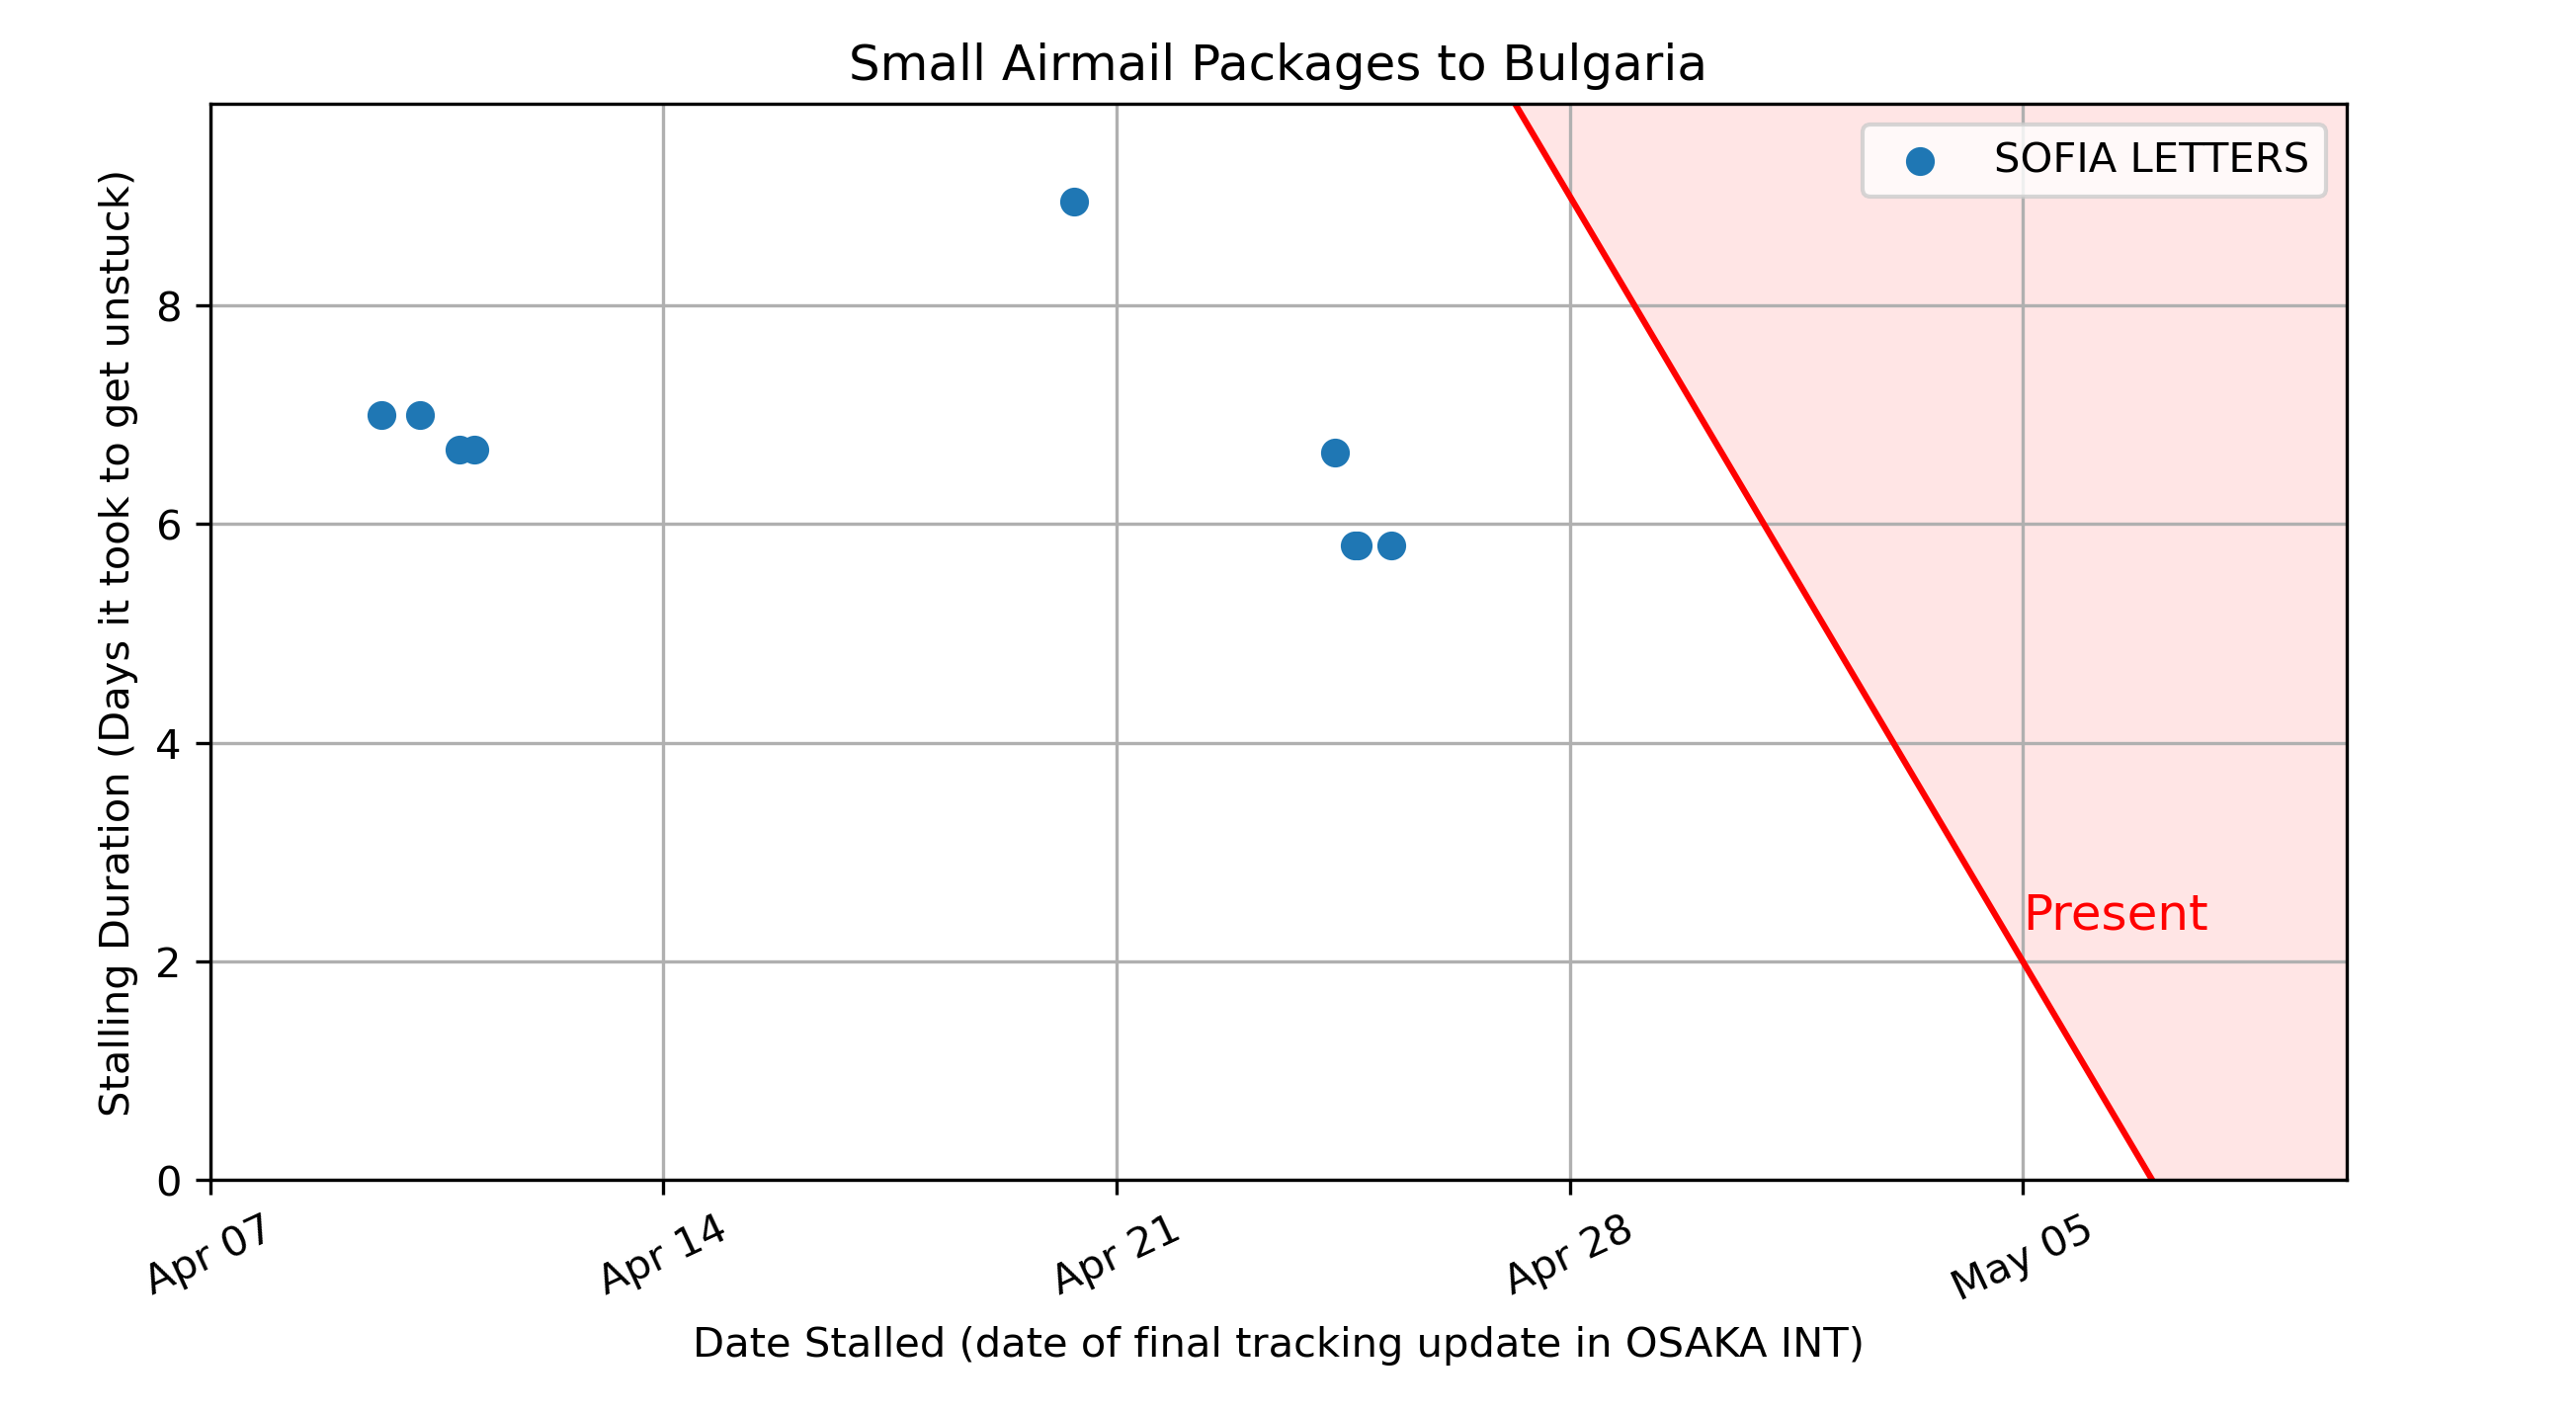 Small Airmail Packages to Bulgaria
SOFIA LETTERS
Stalling Duration (Days it took to get unstuck)
8
6
4
2
0
Present
Apr 07
Apr 14
Apr 21
Apr 28
May 05
Date Stalled (date of final tracking update in OSAKA INT)